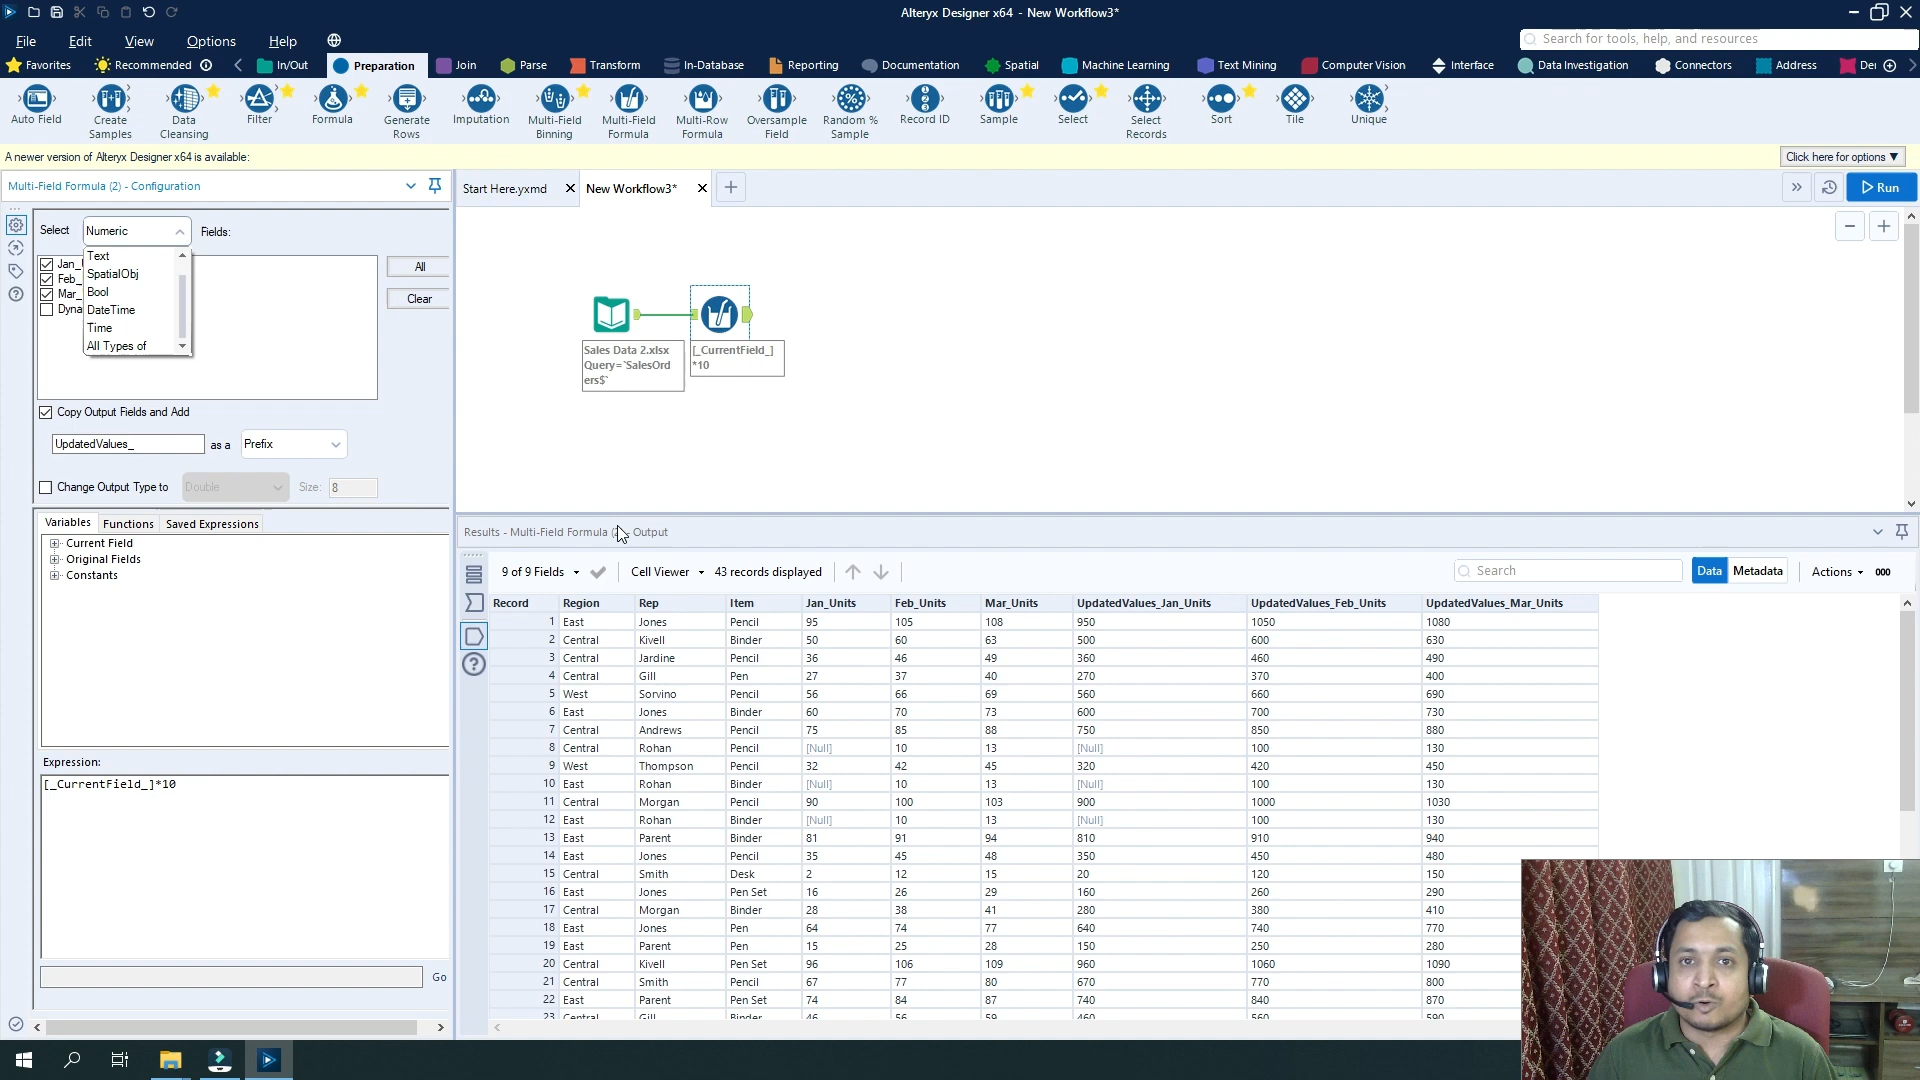 Alteryx Designer x64 - New Workflow3*
File Edit View Options Help
Search for tools, help, and resources
Favorites Recommended In/Out Preparation Join Parse Transform In-Database Reporting Documentation Spatial Machine Learning Text Mining Computer Vision Interface Data Investigation Connectors Address De
Auto Field
Create Samples
Data Cleansing
Filter
Formula
Generate Rows
Imputation
Multi-Field Binning
Multi-Field Formula
Multi-Row Formula
Oversample Field
Random % Sample
Record ID
Sample
Select
Select Records
Sort
Tile
Unique
A newer version of Alteryx Designer x64 is available:
Click here for options ▼
Multi-Field Formula (2) - Configuration
Start Here.yxmd
New Workflow3*
Run
Select Numeric Fields:
Text
SpatialObj
Bool
DateTime
Time
All Types of
Jan_
Feb_
Mar_
Dyna
All
Clear
Copy Output Fields and Add
UpdatedValues_ as a Prefix
Change Output Type to Double Size: 8
Variables Functions Saved Expressions
Current Field
Original Fields
Constants
Expression:
[_CurrentField_]*10
Go
Sales Data 2.xlsx
Query=`SalesOrd
ers$`
[_CurrentField_]
*10
Results - Multi-Field Formula (2) - Output
9 of 9 Fields Cell Viewer 43 records displayed Search Data Metadata Actions 000
Record Region Rep Item Jan_Units Feb_Units Mar_Units UpdatedValues_Jan_Units UpdatedValues_Feb_Units UpdatedValues_Mar_Units
1 East Jones Pencil 95 105 108 950 1050 1080
2 Central Kivell Binder 50 60 63 500 600 630
3 Central Jardine Pencil 36 46 49 360 460 490
4 Central Gill Pen 27 37 40 270 370 400
5 West Sorvino Pencil 56 66 69 560 660 690
6 East Jones Binder 60 70 73 600 700 730
7 Central Andrews Pencil 75 85 88 750 850 880
8 Central Rohan Pencil [Null] 10 13 [Null] 100 130
9 West Thompson Pencil 32 42 45 320 420 450
10 East Rohan Binder [Null] 10 13 [Null] 100 130
11 Central Morgan Pencil 90 100 103 900 1000 1030
12 East Rohan Binder [Null] 10 13 [Null] 100 130
13 East Parent Binder 81 91 94 810 910 940
14 East Jones Pencil 35 45 48 350 450 480
15 Central Smith Desk 2 12 15 20 120 150
16 East Jones Pen Set 16 26 29 160 260 290
17 Central Morgan Binder 28 38 41 280 380 410
18 East Jones Pen 64 74 77 640 740 770
19 East Parent Pen 15 25 28 150 250 280
20 Central Kivell Pen Set 96 106 109 960 1060 1090
21 Central Smith Pencil 67 77 80 670 770 800
22 East Parent Pen Set 74 84 87 740 840 870
23 Central Gill Binder 46 56 59 460 560 590